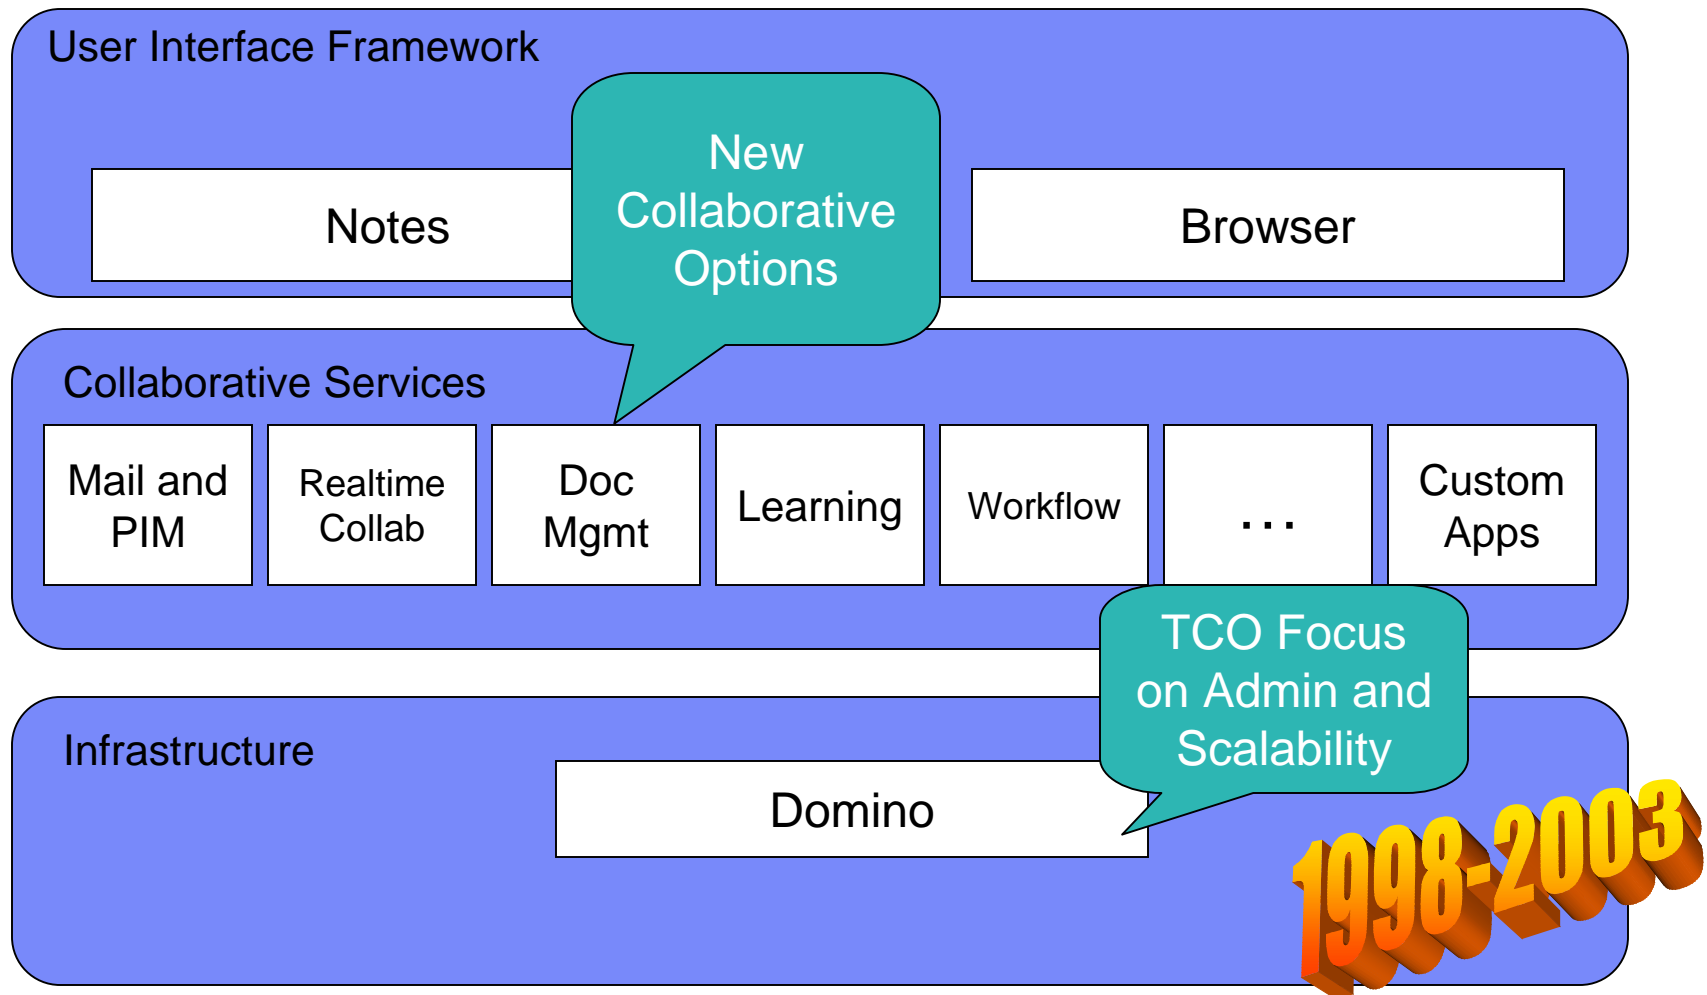 User Interface Framework
New
Collaborative
Options
Notes
Browser
Collaborative Services
Mail and
PIM
Realtime
Collab
Doc
Mgmt
Learning
Workflow
...
Custom
Apps
TCO Focus
on Admin and
Scalability
Infrastructure
Domino
1998-2003